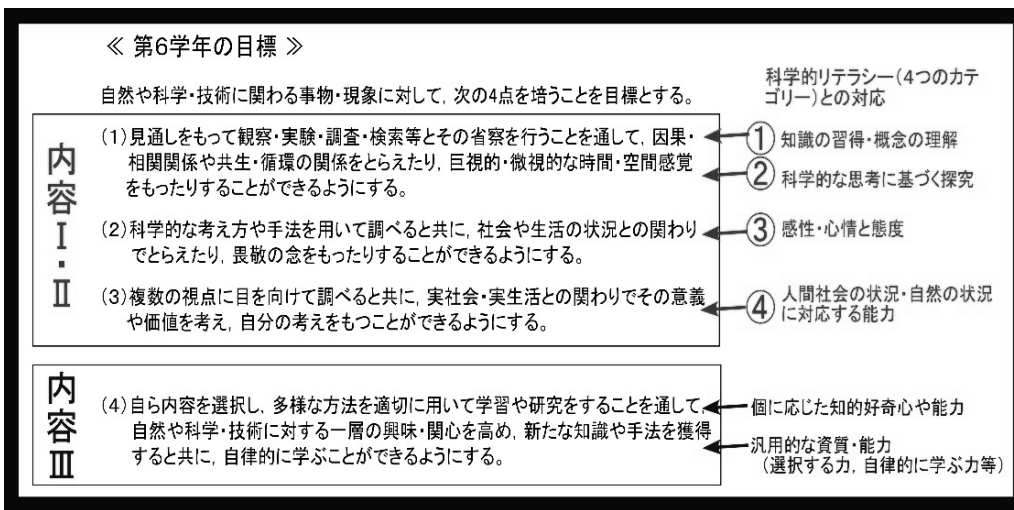 ≪ 第6学年の目標 ≫
自然や科学・技術に関わる事物・現象に対して, 次の4点を培うことを目標とする。
科学的リテラシー(4つのカテ
ゴリー)との対応
内容Ⅰ・Ⅱ
(1)見通しをもって観察・実験・調査・検索等とその省察を行うことを通して, 因果・
相関関係や共生・循環の関係をとらえたり, 巨視的・微視的な時間・空間感覚
をもったりすることができるようにする。
① 知識の習得・概念の理解
② 科学的な思考に基づく探究
(2)科学的な考え方や手法を用いて調べると共に, 社会や生活の状況との関わり
でとらえたり, 畏敬の念をもったりすることができるようにする。
③ 感性・心情と態度
(3)複数の視点に目を向けて調べると共に, 実社会・実生活との関わりでその意義
や価値を考え, 自分の考えをもつことができるようにする。
④ 人間社会の状況・自然の状況
に対応する能力
内容Ⅲ
(4)自ら内容を選択し, 多様な方法を適切に用いて学習や研究をすることを通して,
自然や科学・技術に対する一層の興味・関心を高め, 新たな知識や手法を獲得
すると共に, 自律的に学ぶことができるようにする。
個に応じた知的好奇心や能力
汎用的な資質・能力
(選択する力, 自律的に学ぶ力等)